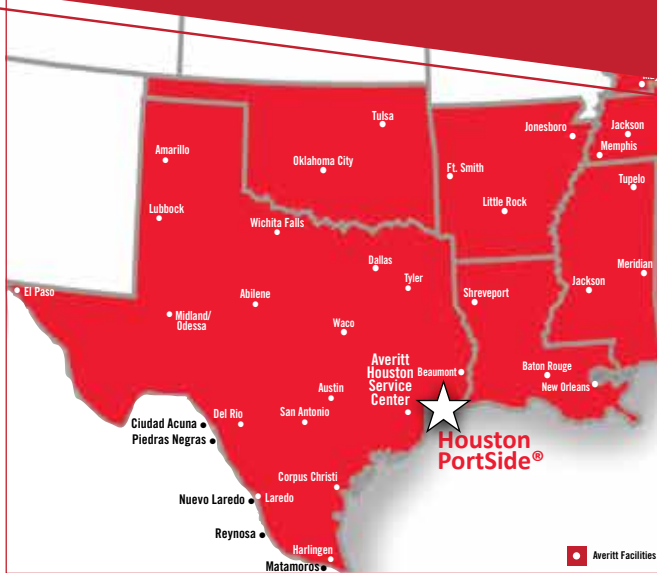 Tulsa
Jonesboro
Jackson
Memphis
Amarillo
Oklahoma City
Ft. Smith
Tupelo
Little Rock
Lubbock
Wichita Falls
Dallas
Meridian
Tyler
Jackson
El Paso
Abilene
Shreveport
Midland/
Odessa
Waco
Averitt
Houston
Service
Center
Beaumont
Baton Rouge
New Orleans
Austin
Del Rio
San Antonio
Ciudad Acuna
Piedras Negras
Houston
PortSide®
Corpus Christi
Nuevo Laredo
Laredo
Reynosa
Harlingen
Matamoros
Averitt Facilities